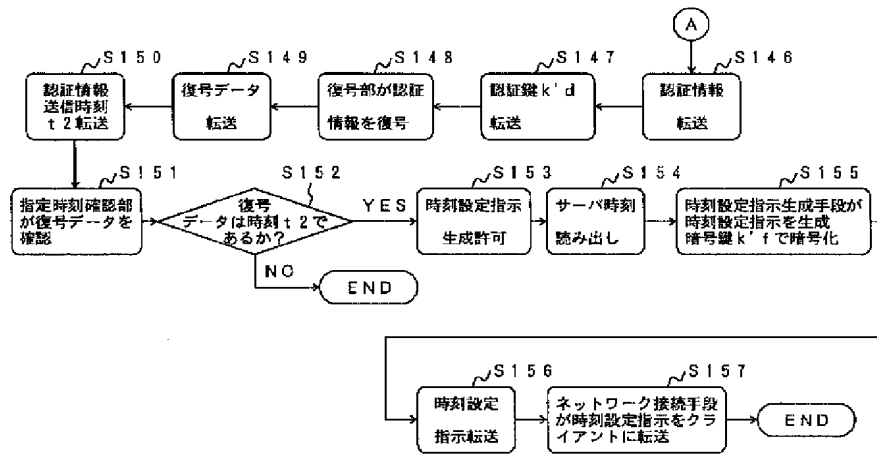 A
S146
認証情報
転送
S147
認証鍵k'd
転送
S148
復号部が認証
情報を復号
S149
復号データ
転送
S150
認証情報
送信時刻
t2転送
S151
指定時刻確認部
が復号データを
確認
S152
復号
データは時刻t2で
あるか?
YES
NO
END
S153
時刻設定指示
生成許可
S154
サーバ時刻
読み出し
S155
時刻設定指示生成手段が
時刻設定指示を生成
暗号鍵k'fで暗号化
S156
時刻設定
指示転送
S157
ネットワーク接続手段
が時刻設定指示をクラ
イアントに転送
END